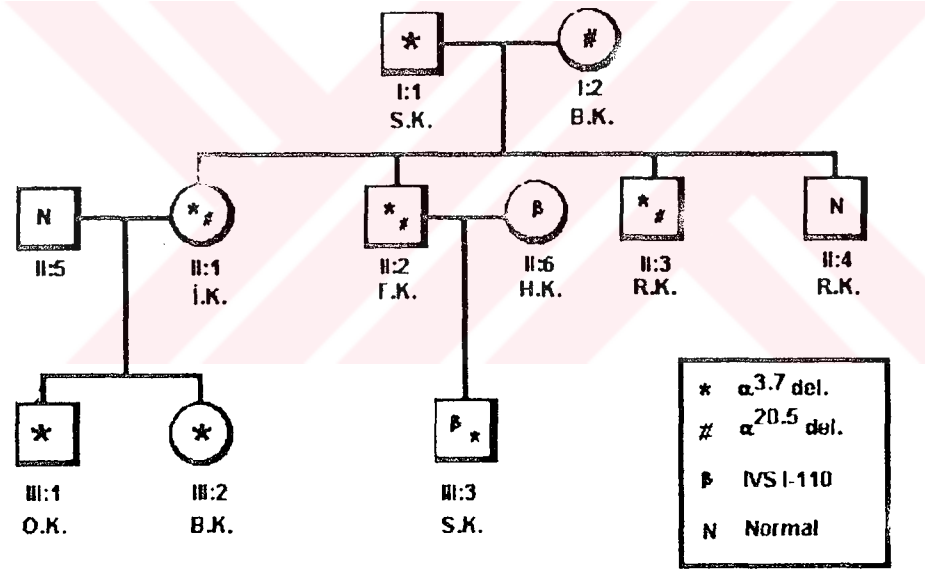 * #
I:1 I:2
S.K. B.K.
N * # * # β * # N
II:5 II:1 II:2 II:6 II:3 II:4
İ.K. F.K. H.K. R.K. R.K.
* * β *
III:1 III:2 III:3
O.K. B.K. S.K.
* α3.7 del.
# α20.5 del.
β IVS I-110
N Normal